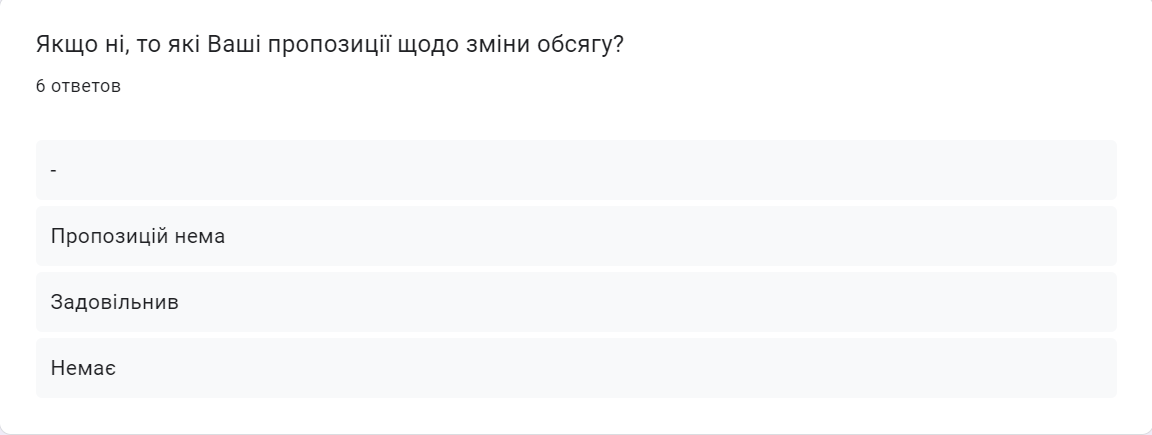 Якщо ні, то які Ваші пропозиції щодо зміни обсягу?
6 ответов
-
Пропозицій нема
Задовільнив
Немає